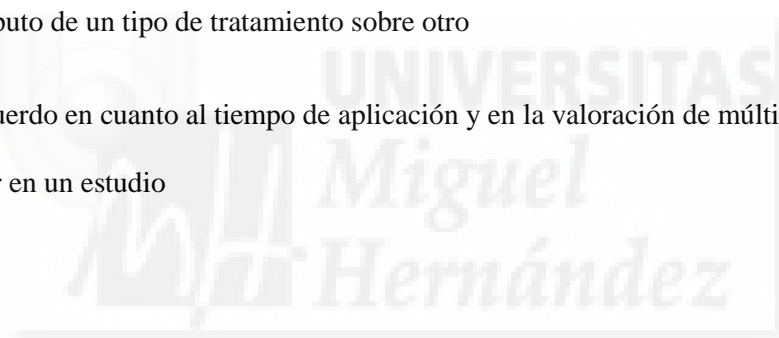 buto de un tipo de tratamiento sobre otro
UNIVERSITAS
uerdo en cuanto al tiempo de aplicación y en la valoración de múlti
Miguel
r en un estudio
Hernández